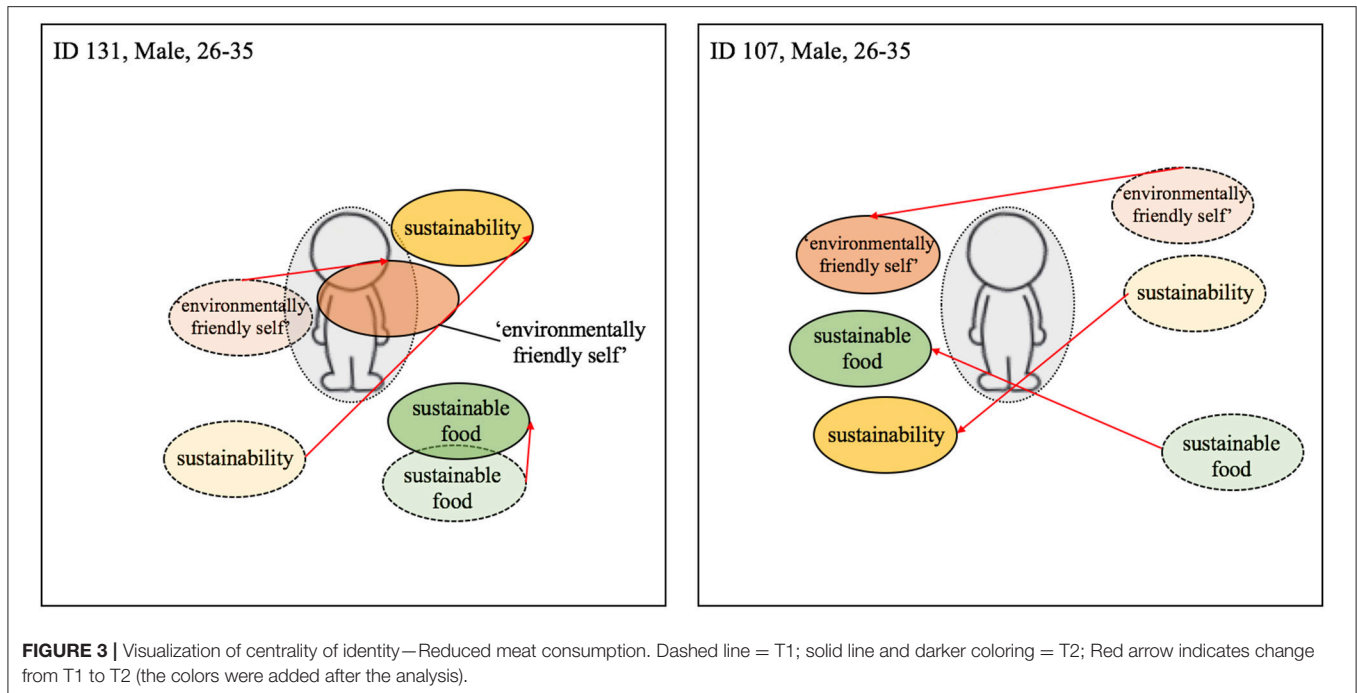 ID 131, Male, 26-35
sustainability
'environmentally
friendly self'
'environmentally
friendly self'
sustainable
food
sustainability
sustainable
food
ID 107, Male, 26-35
'environmentally
friendly self'
'environmentally
friendly self'
sustainability
sustainable
food
sustainability
sustainable
food
FIGURE 3 | Visualization of centrality of identity—Reduced meat consumption. Dashed line = T1; solid line and darker coloring = T2; Red arrow indicates change
from T1 to T2 (the colors were added after the analysis).